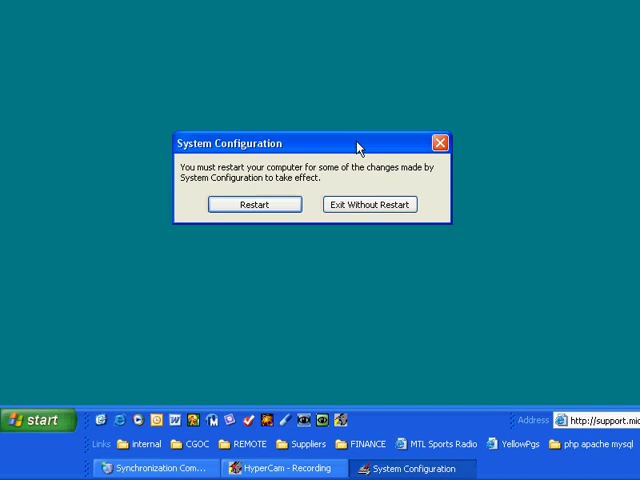 System Configuration
You must restart your computer for some of the changes made by
System Configuration to take effect.
Restart
Exit Without Restart
start
Address
http://support.mic
Links
internal
CGOC
REMOTE
Suppliers
FINANCE
MTL Sports Radio
YellowPgs
php apache mysql
Synchronization Com...
HyperCam - Recording
System Configuration